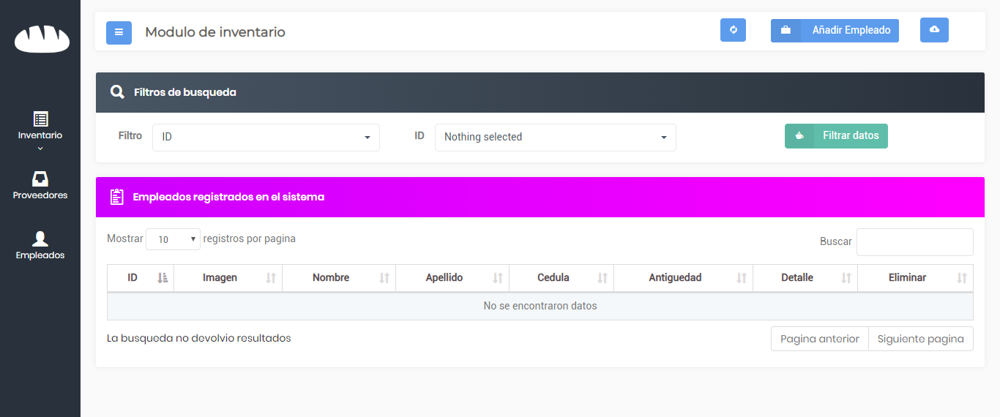 Modulo de inventario
Añadir Empleado
Inventario
Proveedores
Empleados
Filtros de busqueda
Filtro ID ID Nothing selected Filtrar datos
Empleados registrados en el sistema
Mostrar 10 registros por pagina Buscar
ID Imagen Nombre Apellido Cedula Antiguedad Detalle Eliminar
No se encontraron datos
La busqueda no devolvio resultados Pagina anterior Siguiente pagina